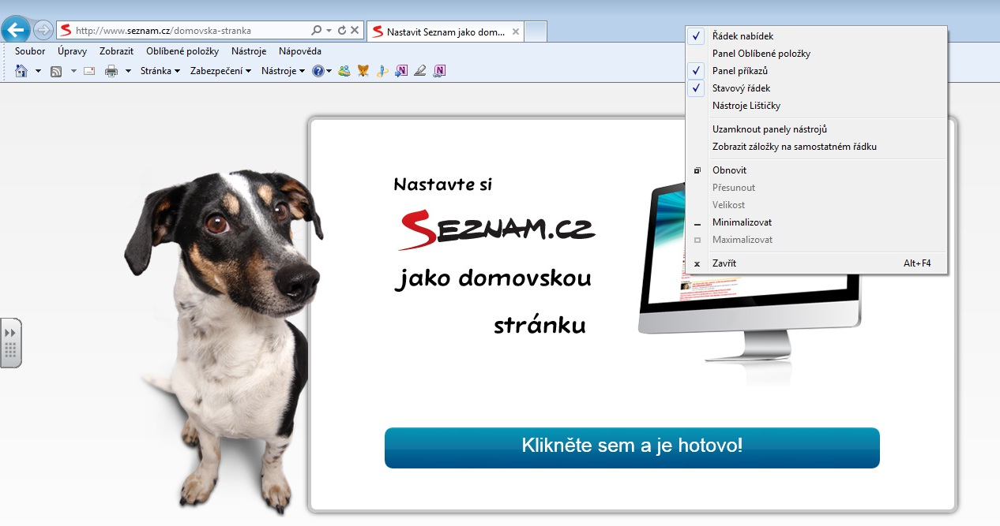 http://www.seznam.cz/domovska-stranka
Nastavit Seznam jako dom...
Soubor Úpravy Zobrazit Oblíbené položky Nástroje Nápověda
Stránka Zabezpečení Nástroje
Řádek nabídek
Panel Oblíbené položky
Panel příkazů
Stavový řádek
Nástroje Lištičky
Uzamknout panely nástrojů
Zobrazit záložky na samostatném řádku
Obnovit
Přesunout
Velikost
Minimalizovat
Maximalizovat
Zavřít Alt+F4
Nastavte si
SEZNAM.CZ
jako domovskou
stránku
Klikněte sem a je hotovo!